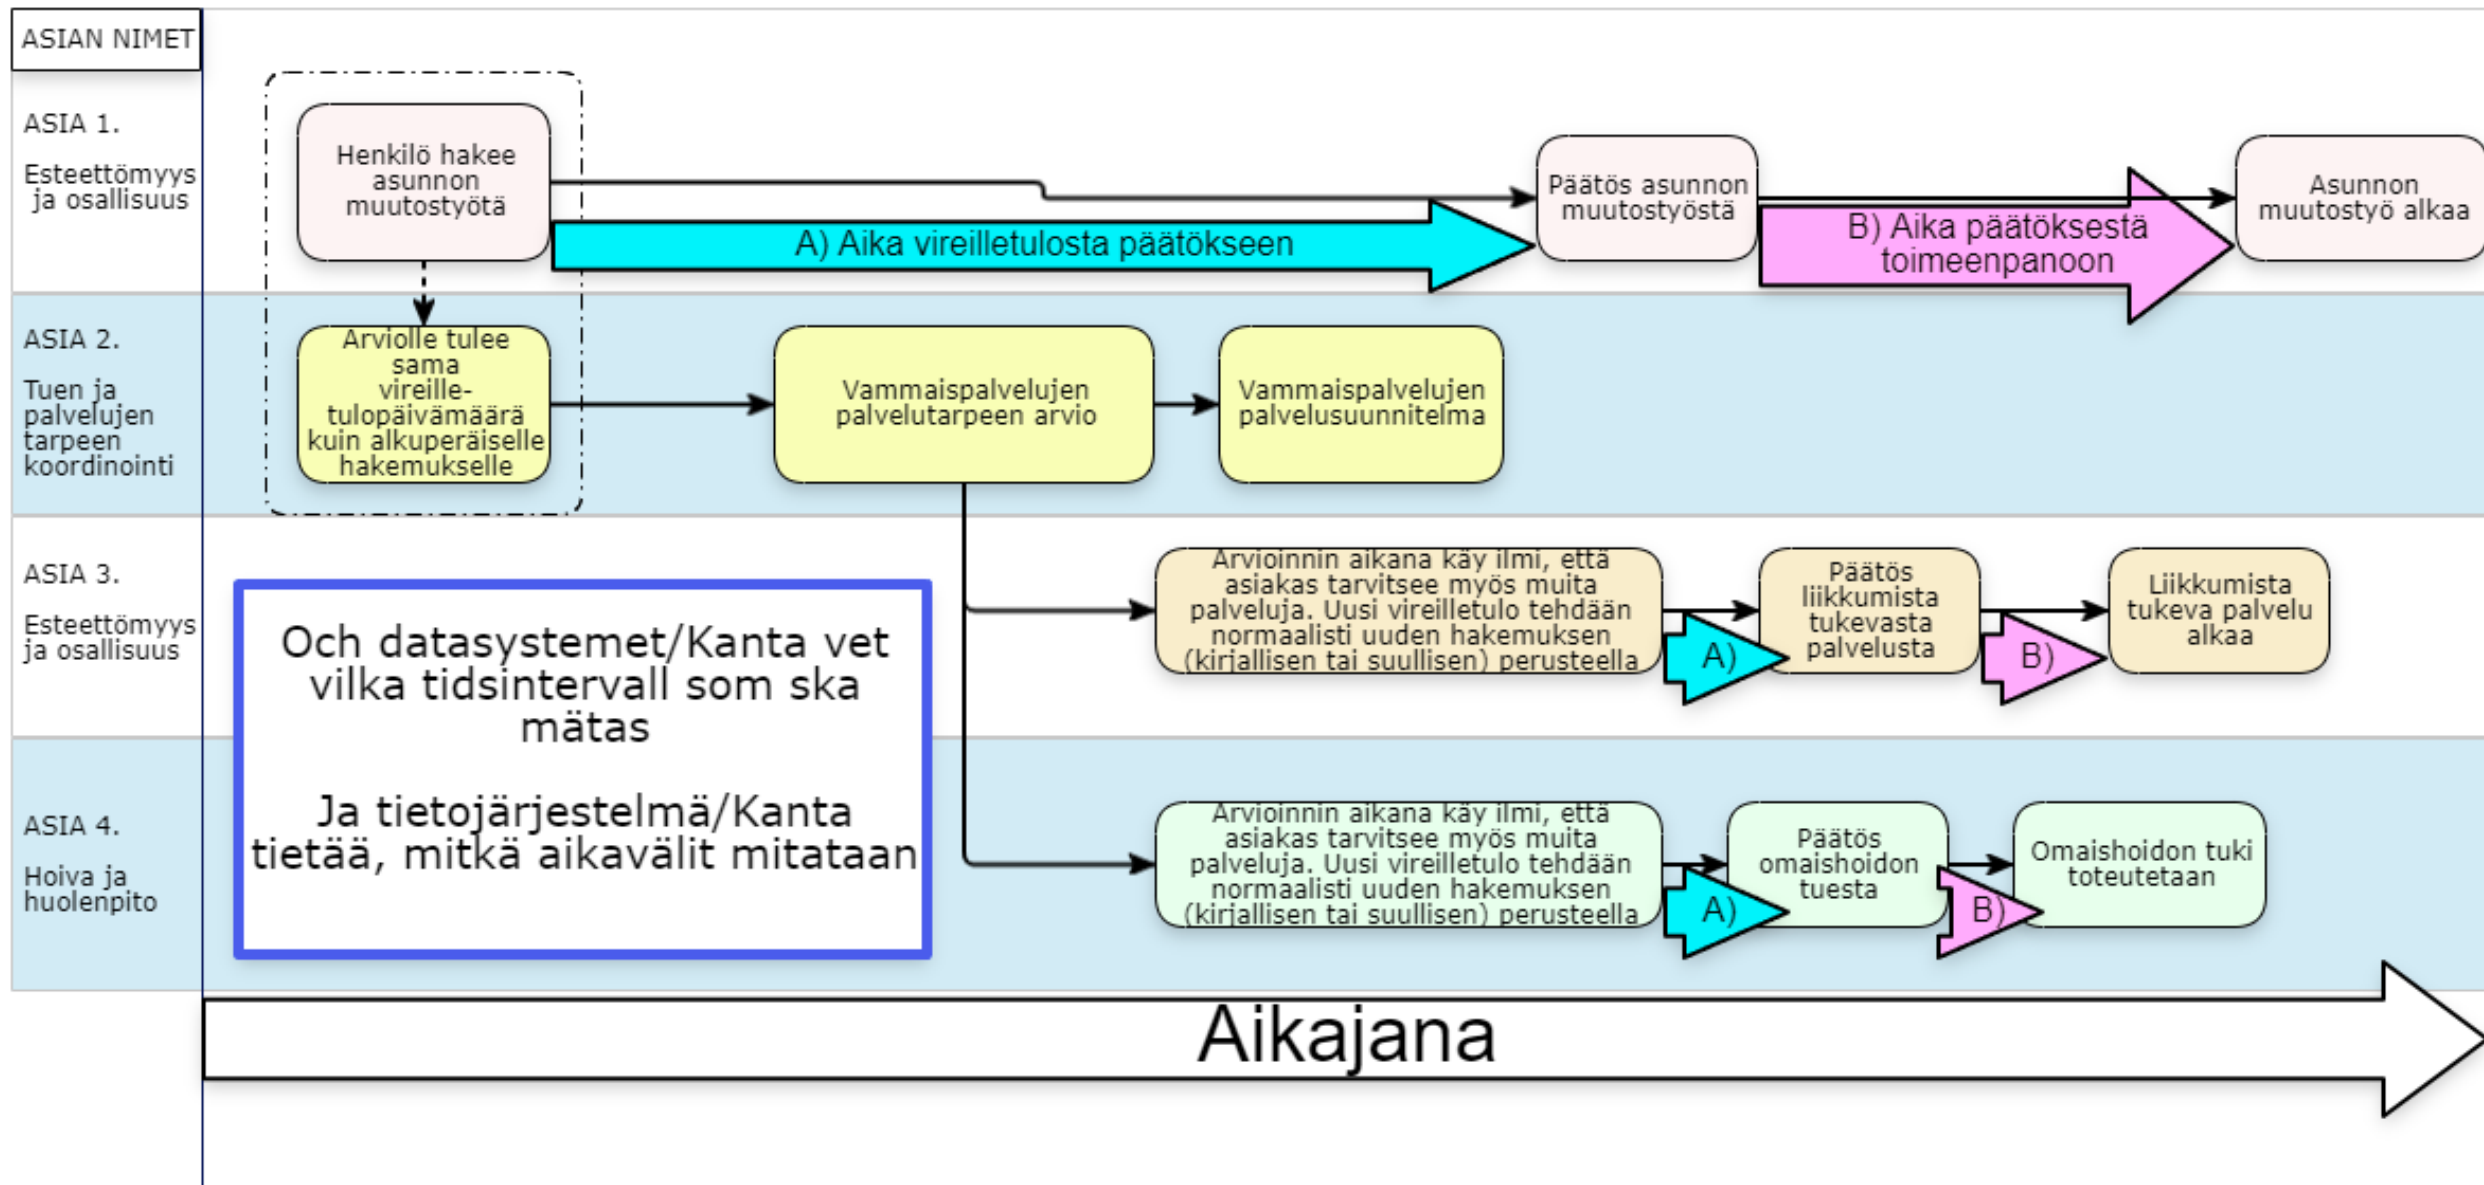 ASIAN NIMET
ASIA 1.
Esteettömyys
ja osallisuus
Henkilö hakee
asunnon
muutostyötä
A) Aika vireilletulosta päätökseen
Päätös asunnon
muutostyöstä
B) Aika päätöksestä
toimeenpanoon
Asunnon
muutostyö alkaa
ASIA 2.
Tuen ja
palvelujen
tarpeen
koordinointi
Arviolle tulee
sama
vireille-
tulopäivämäärä
kuin alkuperäiselle
hakemukselle
Vammaispalvelujen
palvelutarpeen arvio
Vammaispalvelujen
palvelusuunnitelma
ASIA 3.
Esteettömyys
ja osallisuus
Arvioinnin aikana käy ilmi, että
asiakas tarvitsee myös muita
palveluja. Uusi vireilletulo tehdään
normaalisti uuden hakemuksen
(kirjallisen tai suullisen) perusteella
A)
Päätös
liikkumista
tukevasta
palvelusta
B)
Liikkumista
tukeva palvelu
alkaa
Och datasystemet/Kanta vet
vilka tidsintervall som ska
mätas
Ja tietojärjestelmä/Kanta
tietää, mitkä aikavälit mitataan
ASIA 4.
Hoiva ja
huolenpito
Arvioinnin aikana käy ilmi, että
asiakas tarvitsee myös muita
palveluja. Uusi vireilletulo tehdään
normaalisti uuden hakemuksen
(kirjallisen tai suullisen) perusteella
A)
Päätös
omaishoidon
tuesta
B)
Omaishoidon tuki
toteutetaan
Aikajana